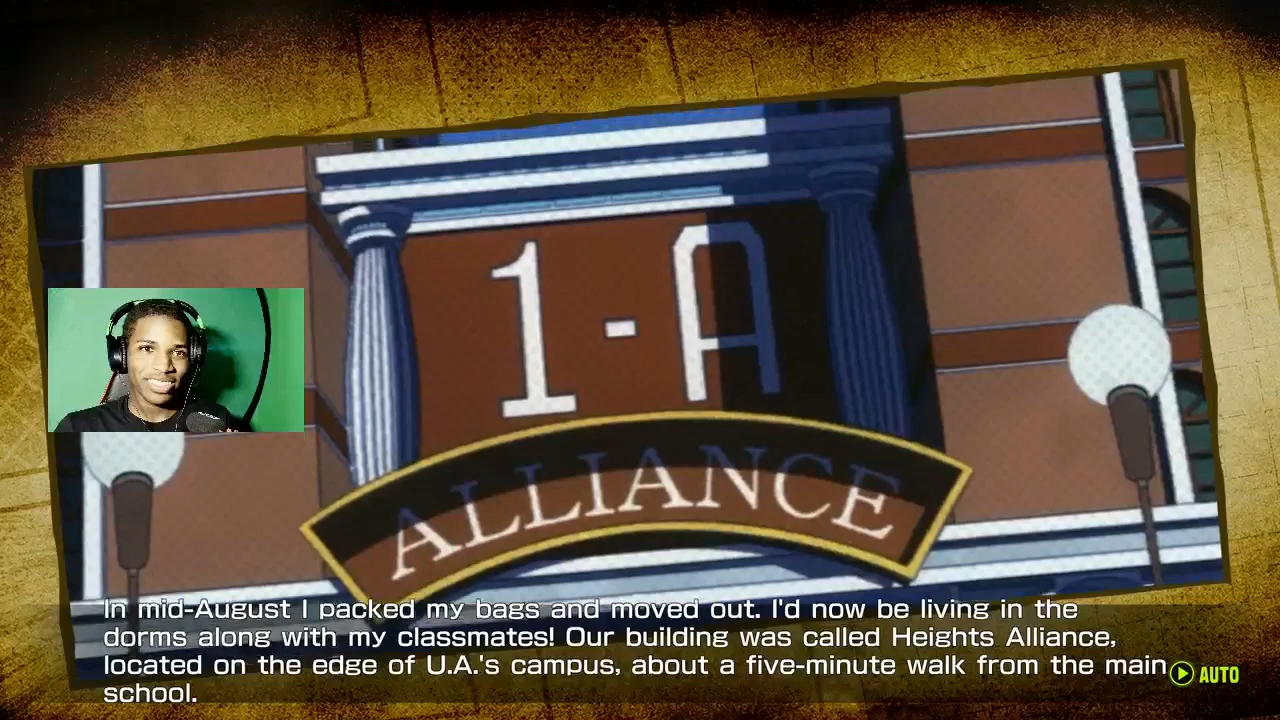 1-A
ALLIANCE
In mid-August I packed my bags and moved out. I'd now be living in the
dorms along with my classmates! Our building was called Heights Alliance,
located on the edge of U.A.'s campus, about a five-minute walk from the main
school.
AUTO